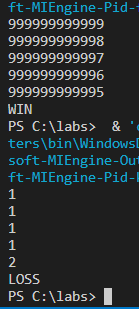 ft-MIEngine-Pid-
999999999999
999999999998
999999999997
999999999996
999999999995
WIN
PS C:\labs>  & '
ters\bin\WindowsD
soft-MIEngine-Out
ft-MIEngine-Pid-
1
1
1
1
2
LOSS
PS C:\labs>